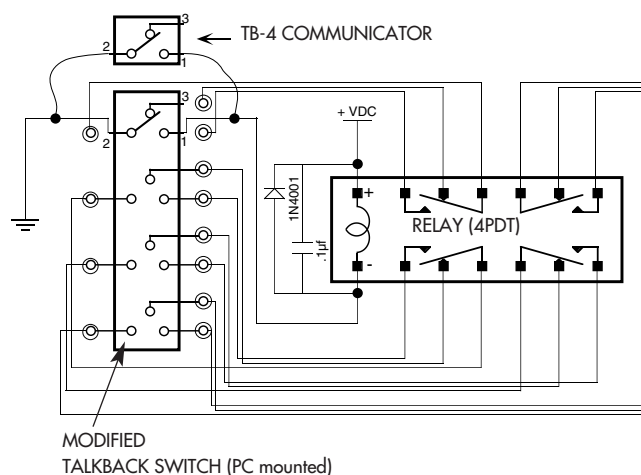 3
TB-4 COMMUNICATOR
2
1
3
2
1
+ VDC
1N4001
.1µf
+
-
RELAY (4PDT)
MODIFIED
TALKBACK SWITCH (PC mounted)